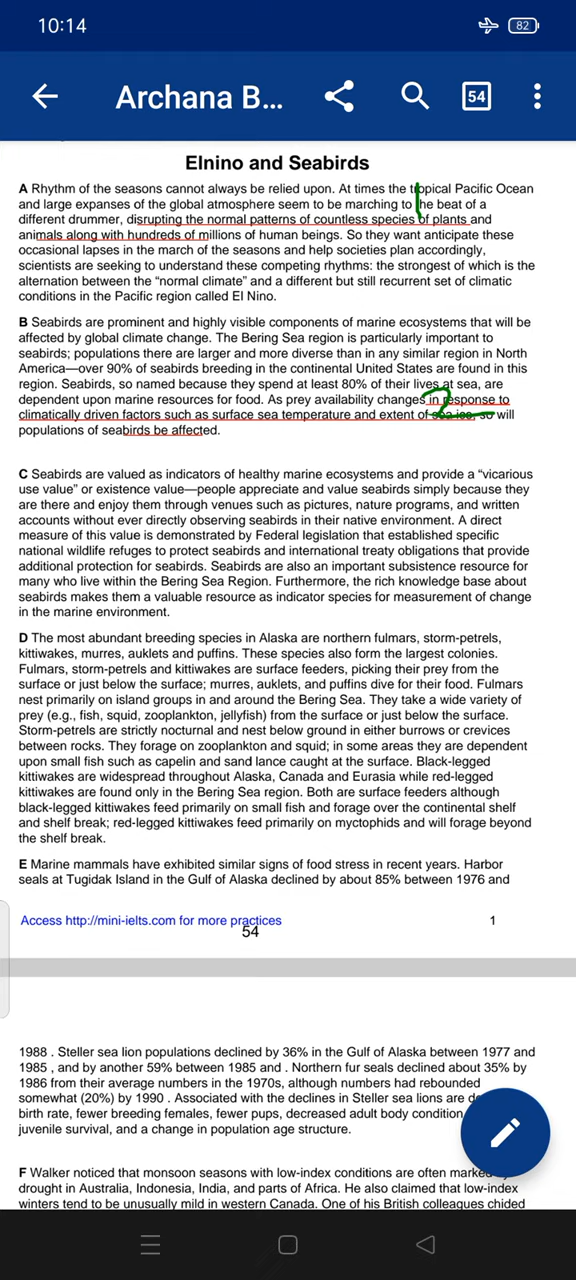 10:14
82
Archana B...
54
Elnino and Seabirds
A Rhythm of the seasons cannot always be relied upon. At times the tropical Pacific Ocean
and large expanses of the global atmosphere seem to be marching to the beat of a
different drummer, disrupting the normal patterns of countless species of plants and
animals along with hundreds of millions of human beings. So they want anticipate these
occasional lapses in the march of the seasons and help societies plan accordingly,
scientists are seeking to understand these competing rhythms: the strongest of which is the
alternation between the “normal climate” and a different but still recurrent set of climatic
conditions in the Pacific region called El Nino.
B Seabirds are prominent and highly visible components of marine ecosystems that will be
affected by global climate change. The Bering Sea region is particularly important to
seabirds; populations there are larger and more diverse than in any similar region in North
America—over 90% of seabirds breeding in the continental United States are found in this
region. Seabirds, so named because they spend at least 80% of their lives at sea, are
dependent upon marine resources for food. As prey availability changes in response to
climatically driven factors such as surface sea temperature and extent of sea ice, so will
populations of seabirds be affected.
C Seabirds are valued as indicators of healthy marine ecosystems and provide a “vicarious
use value” or existence value—people appreciate and value seabirds simply because they
are there and enjoy them through venues such as pictures, nature programs, and written
accounts without ever directly observing seabirds in their native environment. A direct
measure of this value is demonstrated by Federal legislation that established specific
national wildlife refuges to protect seabirds and international treaty obligations that provide
additional protection for seabirds. Seabirds are also an important subsistence resource for
many who live within the Bering Sea Region. Furthermore, the rich knowledge base about
seabirds makes them a valuable resource as indicator species for measurement of change
in the marine environment.
D The most abundant breeding species in Alaska are northern fulmars, storm-petrels,
kittiwakes, murres, auklets and puffins. These species also form the largest colonies.
Fulmars, storm-petrels and kittiwakes are surface feeders, picking their prey from the
surface or just below the surface; murres, auklets, and puffins dive for their food. Fulmars
nest primarily on island groups in and around the Bering Sea. They take a wide variety of
prey (e.g., fish, squid, zooplankton, jellyfish) from the surface or just below the surface.
Storm-petrels are strictly nocturnal and nest below ground in either burrows or crevices
between rocks. They forage on zooplankton and squid; in some areas they are dependent
upon small fish such as capelin and sand lance caught at the surface. Black-legged
kittiwakes are widespread throughout Alaska, Canada and Eurasia while red-legged
kittiwakes are found only in the Bering Sea region. Both are surface feeders although
black-legged kittiwakes feed primarily on small fish and forage over the continental shelf
and shelf break; red-legged kittiwakes feed primarily on myctophids and will forage beyond
the shelf break.
E Marine mammals have exhibited similar signs of food stress in recent years. Harbor
seals at Tugidak Island in the Gulf of Alaska declined by about 85% between 1976 and
Access http://mini-ielts.com for more practices 1
54
1988 . Steller sea lion populations declined by 36% in the Gulf of Alaska between 1977 and
1985 , and by another 59% between 1985 and . Northern fur seals declined about 35% by
1986 from their average numbers in the 1970s, although numbers had rebounded
somewhat (20%) by 1990 . Associated with the declines in Steller sea lions are
birth rate, fewer breeding females, fewer pups, decreased adult body condition
juvenile survival, and a change in population age structure.
F Walker noticed that monsoon seasons with low-index conditions are often marked
drought in Australia, Indonesia, India, and parts of Africa. He also claimed that low-index
winters tend to be unusually mild in western Canada. One of his British colleagues chided